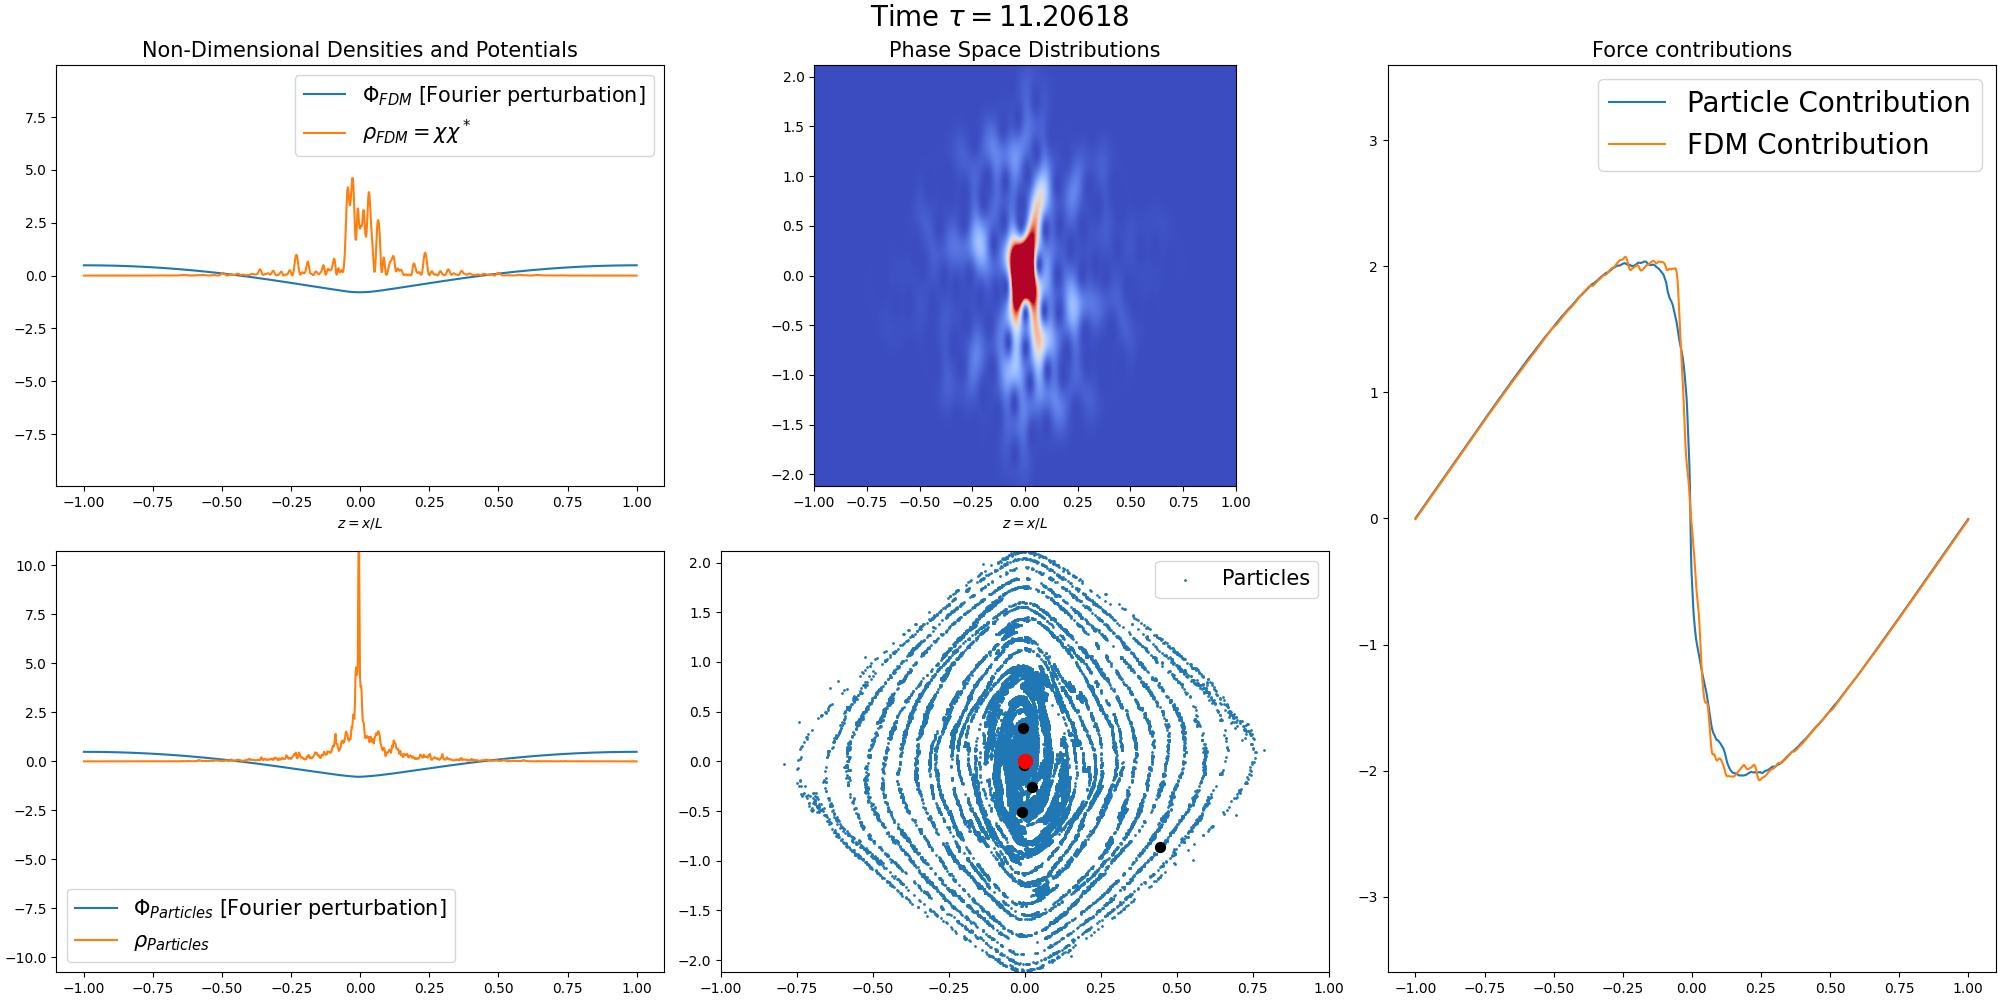 Time τ = 11.20618
Non-Dimensional Densities and Potentials
Φ_FDM [Fourier perturbation]
ρ_FDM = χχ*
7.5
5.0
2.5
0.0
−2.5
−5.0
−7.5
−1.00 −0.75 −0.50 −0.25 0.00 0.25 0.50 0.75 1.00
z = x/L
Phase Space Distributions
2.0
1.5
1.0
0.5
0.0
−0.5
−1.0
−1.5
−2.0
−1.00 −0.75 −0.50 −0.25 0.00 0.25 0.50 0.75 1.00
z = x/L
Force contributions
Particle Contribution
FDM Contribution
3
2
1
0
−1
−2
−3
−1.00 −0.75 −0.50 −0.25 0.00 0.25 0.50 0.75 1.00
10.0
7.5
5.0
2.5
0.0
−2.5
−5.0
−7.5
−10.0
Φ_Particles [Fourier perturbation]
ρ_Particles
−1.00 −0.75 −0.50 −0.25 0.00 0.25 0.50 0.75 1.00
Particles
2.0
1.5
1.0
0.5
0.0
−0.5
−1.0
−1.5
−2.0
−1.00 −0.75 −0.50 −0.25 0.00 0.25 0.50 0.75 1.00